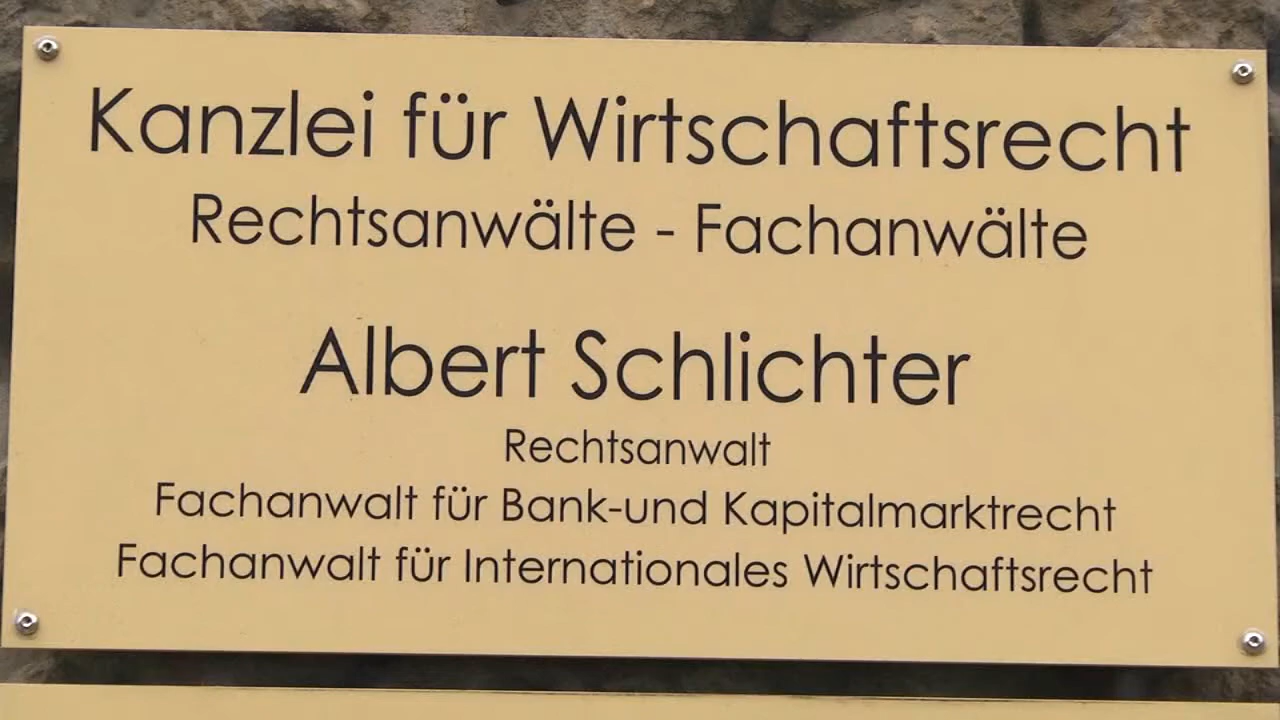 Kanzlei für Wirtschaftsrecht
Rechtsanwälte - Fachanwälte
Albert Schlichter
Rechtsanwalt
Fachanwalt für Bank-und Kapitalmarktrecht
Fachanwalt für Internationales Wirtschaftsrecht